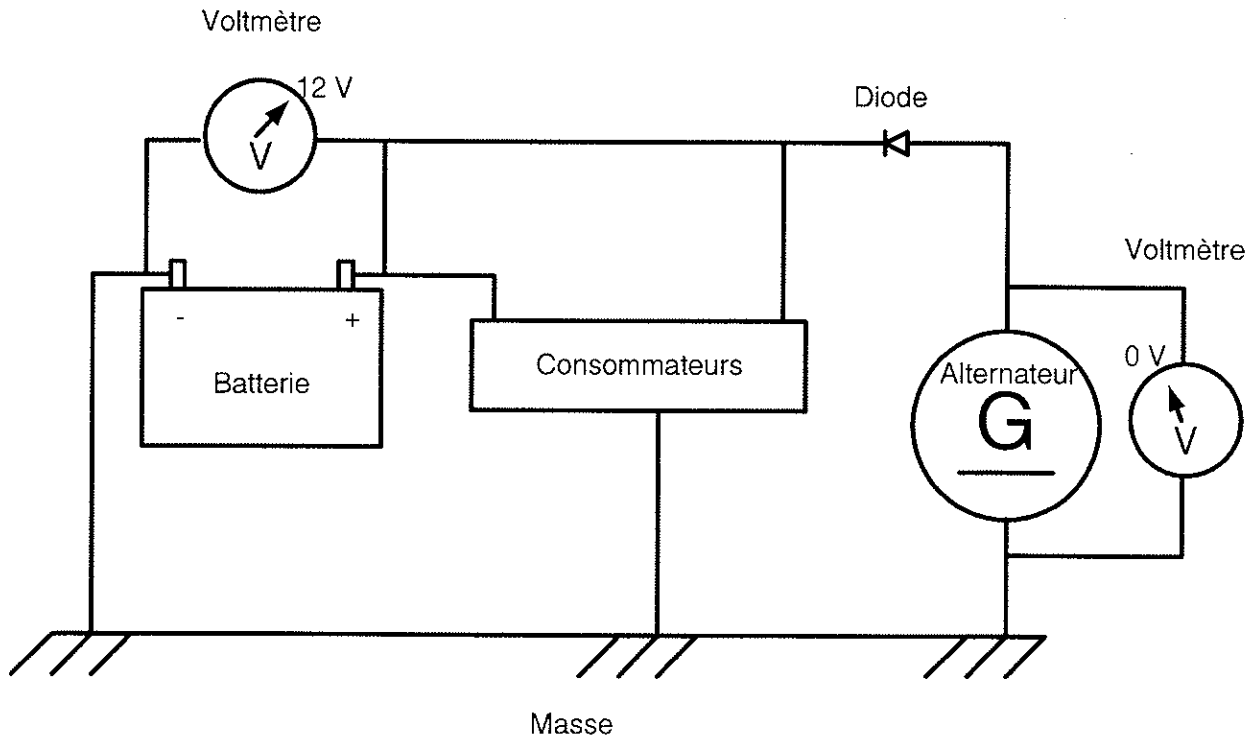 Voltmètre
12 V
V
Diode
Voltmètre
- +
Batterie
Consommateurs
Alternateur
G
0 V
V
Masse